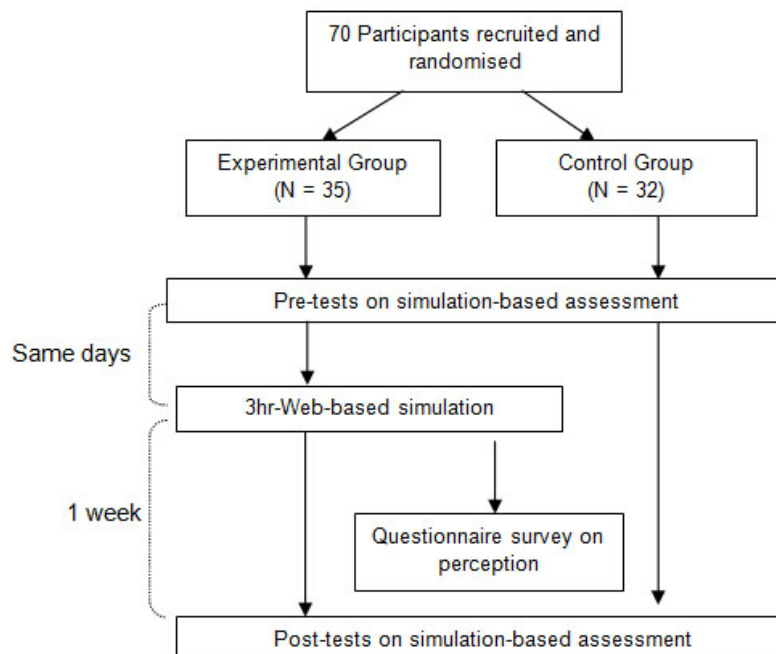 70 Participants recruited and
randomised
Experimental Group
(N = 35)
Control Group
(N = 32)
Pre-tests on simulation-based assessment
Same days
3hr-Web-based simulation
1 week
Questionnaire survey on
perception
Post-tests on simulation-based assessment